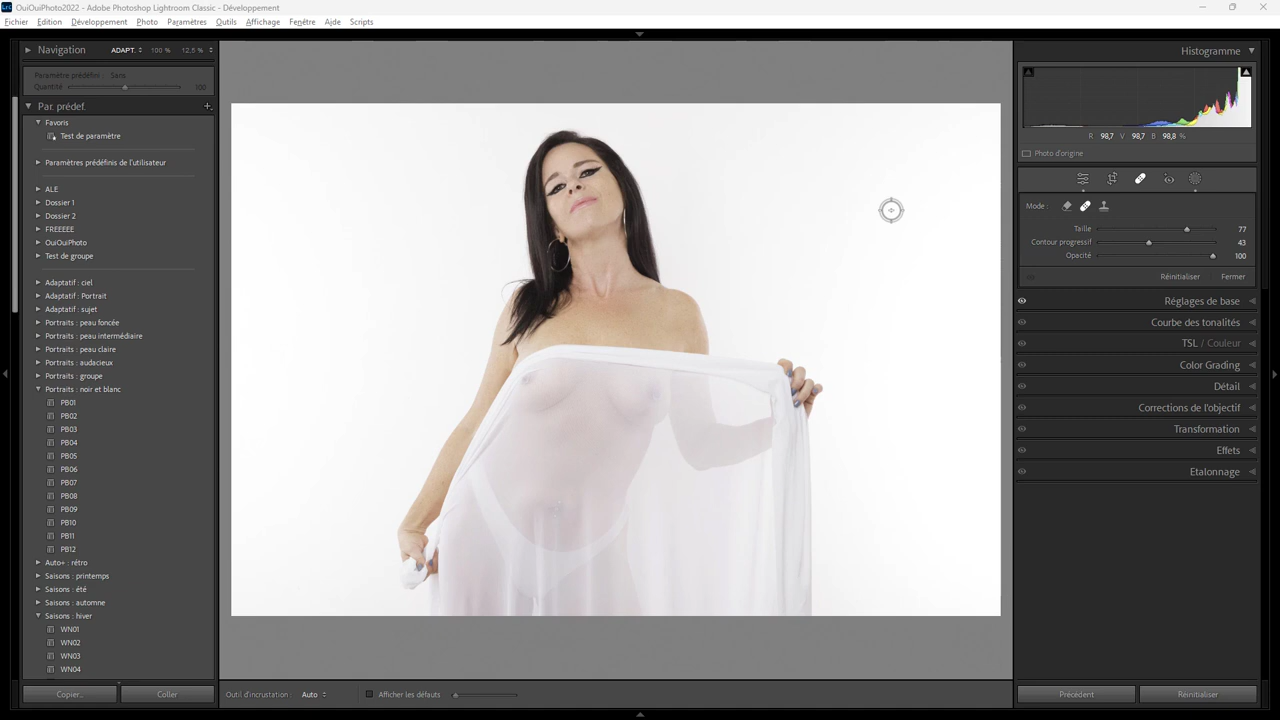 OuiOuiPhoto2022 - Adobe Photoshop Lightroom Classic - Développement
Fichier Edition Développement Photo Paramètres Outils Affichage Fenêtre Aide Scripts
Navigation ADAPT. 100 % 12,5 %
Paramètre prédéfini : Sans
Quantité 100
Par. prédef.
Favoris
Test de paramètre
Paramètres prédéfinis de l'utilisateur
ALE
Dossier 1
Dossier 2
FREEEEE
OuiOuiPhoto
Test de groupe
Adaptatif : ciel
Adaptatif : Portrait
Adaptatif : sujet
Portraits : peau foncée
Portraits : peau intermédiaire
Portraits : peau claire
Portraits : audacieux
Portraits : groupe
Portraits : noir et blanc
PB01
PB02
PB03
PB04
PB05
PB06
PB07
PB08
PB09
PB10
PB11
PB12
Auto+ : rétro
Saisons : printemps
Saisons : été
Saisons : automne
Saisons : hiver
WN01
WN02
WN03
WN04
Copier... Coller
Outil d'incrustation : Auto Afficher les défauts
Histogramme
R 98,7 V 98,7 B 98,8 %
Photo d'origine
Mode :
Taille 77
Contour progressif 43
Opacité 100
Réinitialiser Fermer
Réglages de base
Courbe des tonalités
TSL / Couleur
Color Grading
Détail
Corrections de l'objectif
Transformation
Effets
Etalonnage
Précédent Réinitialiser